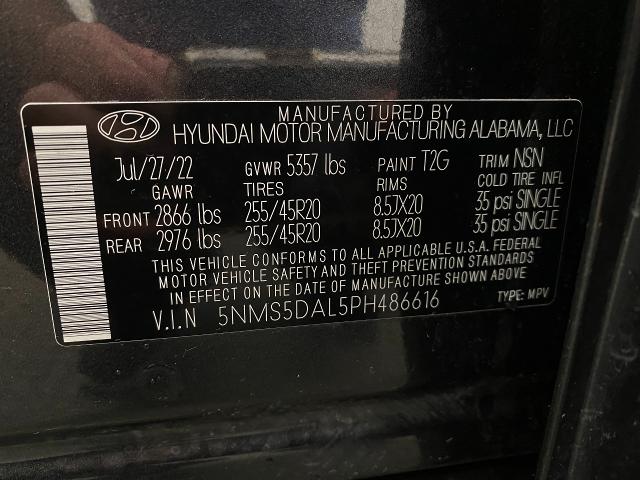 MANUFACTURED BY
HYUNDAI MOTOR MANUFACTURING ALABAMA, LLC
Jul/27/22 GVWR 5357 lbs PAINT T2G TRIM NSN
GAWR TIRES RIMS COLD TIRE INFL
FRONT 2866 lbs 255/45R20 8.5JX20 35 psi SINGLE
REAR 2976 lbs 255/45R20 8.5JX20 35 psi SINGLE
THIS VEHICLE CONFORMS TO ALL APPLICABLE U.S.A. FEDERAL
MOTOR VEHICLE SAFETY AND THEFT PREVENTION STANDARDS
IN EFFECT ON THE DATE OF MANUFACTURE SHOWN ABOVE
V.I.N 5NMS5DAL5PH486616 TYPE: MPV